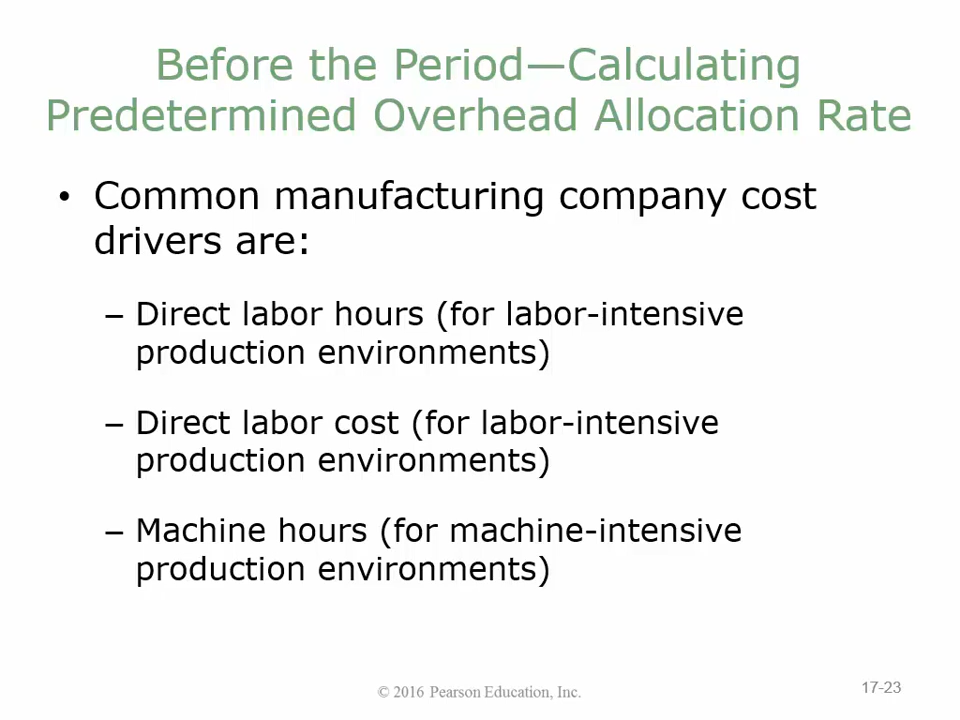 Before the Period—Calculating
Predetermined Overhead Allocation Rate
• Common manufacturing company cost
drivers are:
– Direct labor hours (for labor-intensive
production environments)
– Direct labor cost (for labor-intensive
production environments)
– Machine hours (for machine-intensive
production environments)
© 2016 Pearson Education, Inc.
17-23